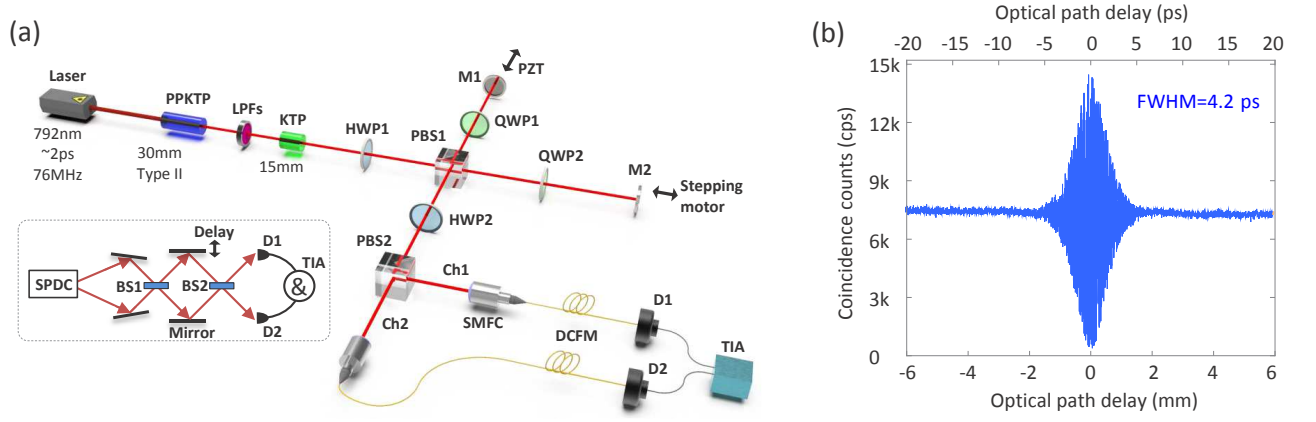 (a)
Laser
792nm
~2ps
76MHz
PPKTP
30mm
Type II
LPFs
KTP
15mm
HWP1
PBS1
M1
PZT
QWP1
QWP2
M2
Stepping
motor
HWP2
PBS2
Ch1
Ch2
SMFC
DCFM
D1
D2
TIA
SPDC
BS1
Delay
BS2
Mirror
D1
D2
TIA
&
(b)
Optical path delay (ps)
-20 -15 -10 -5 0 5 10 15 20
Coincidence counts (cps)
15k
12k
9k
6k
3k
0
FWHM=4.2 ps
-6 -4 -2 0 2 4 6
Optical path delay (mm)